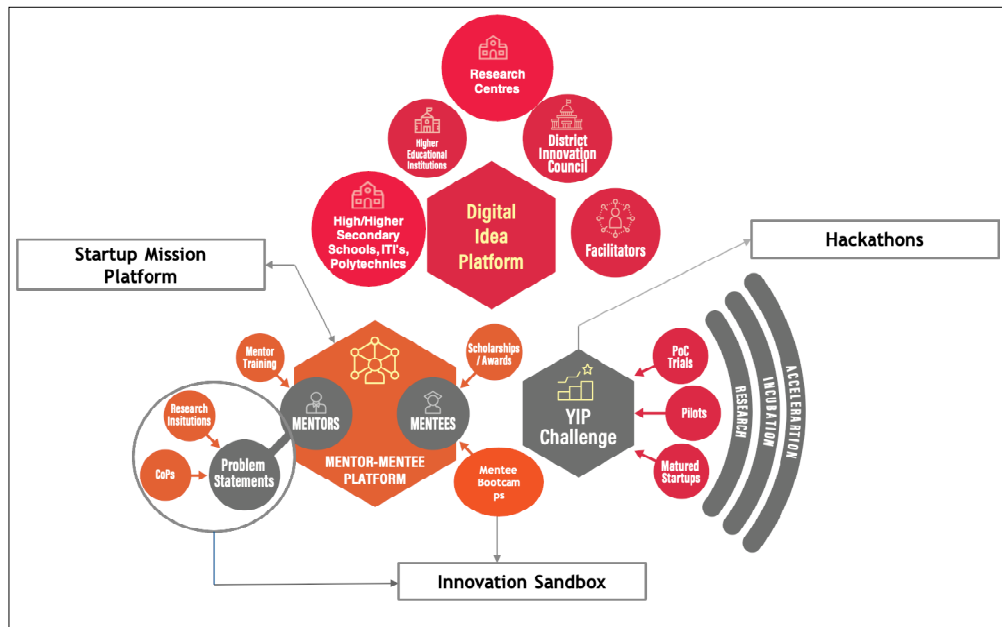 Research
Centres
Higher
Educational
Institutions
District
Innovation
Council
High/Higher
Secondary
Schools, ITI's,
Polytechnics
Digital
Idea
Platform
Facilitators
Startup Mission
Platform
Hackathons
Mentor
Training
Scholarships
/ Awards
Research
Insitutions
MENTORS
MENTEES
CoPs
Problem
Statements
MENTOR-MENTEE
PLATFORM
Mentee
Bootcam
ps
YIP
Challenge
PoC
Trials
Pilots
Matured
Startups
RESEARCH
INCUBATION
ACCELERARTION
Innovation Sandbox